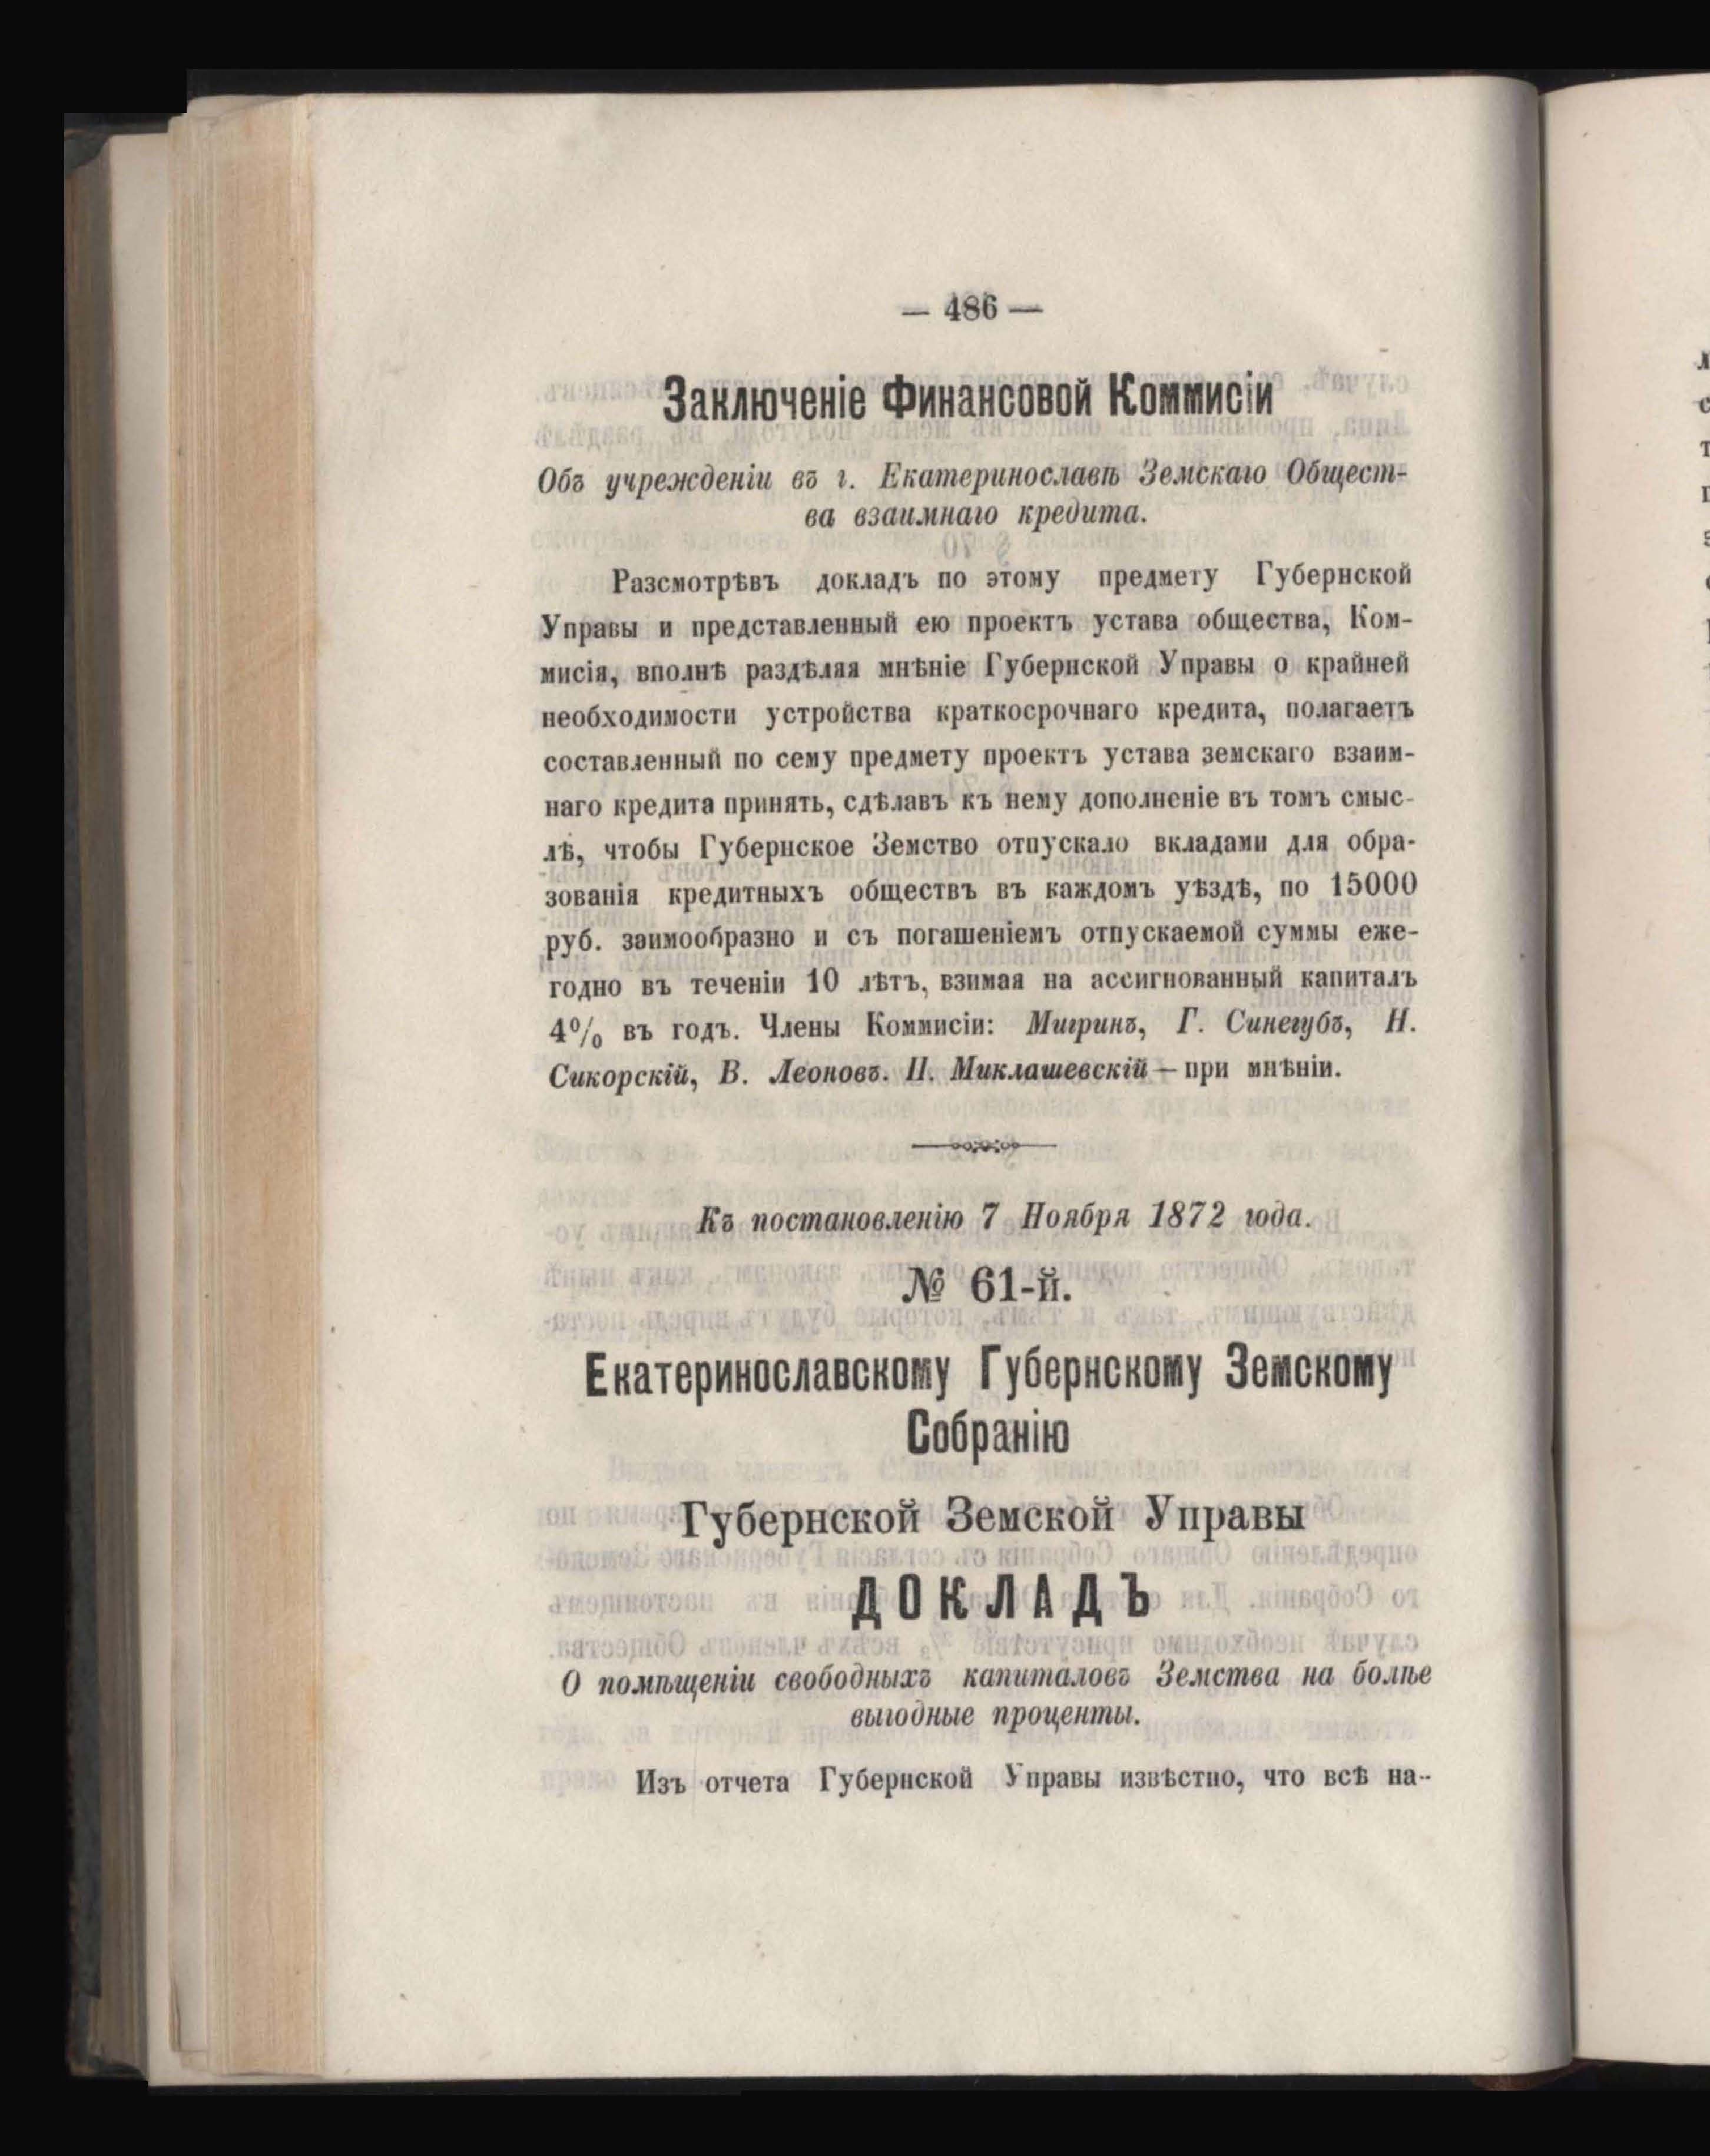 — 486 —
Заключеніе Финансовой Коммисіи
Объ учрежденіи въ г. Екатеринославѣ Земскаго Общест-
ва взаимнаго кредита.
Разсмотрѣвъ докладъ по этому предмету Губернской
Управы и представленный ею проектъ устава общества, Ком-
мисія, вполнѣ раздѣляя мнѣніе Губернской Управы о крайней
необходимости устройства краткосрочнаго кредита, полагаетъ
составленный по сему предмету проектъ устава земскаго взаим-
наго кредита принять, сдѣлавъ къ нему дополненіе въ томъ смыс-
лѣ, чтобы Губернское Земство отпускало вкладами для обра-
зованія кредитныхъ обществъ въ каждомъ уѣздѣ, по 15000
руб. заимообразно и съ погашеніемъ отпускаемой суммы еже-
годно въ теченіи 10 лѣтъ, взимая на ассигнованный капиталъ
4% въ годъ. Члены Коммисіи: Мигринъ, Г. Синегубъ, Н.
Сикорскій, В. Леоновъ. П. Миклашевскій — при мнѣніи.
Къ постановленію 7 Ноября 1872 года.
№ 61-й.
Екатеринославскому Губернскому Земскому
Собранію
Губернской Земской Управы
ДОКЛАДЪ
О помѣщеніи свободныхъ капиталовъ Земства на болѣе
выгодные проценты.
Изъ отчета Губернской Управы извѣстно, что всѣ на-